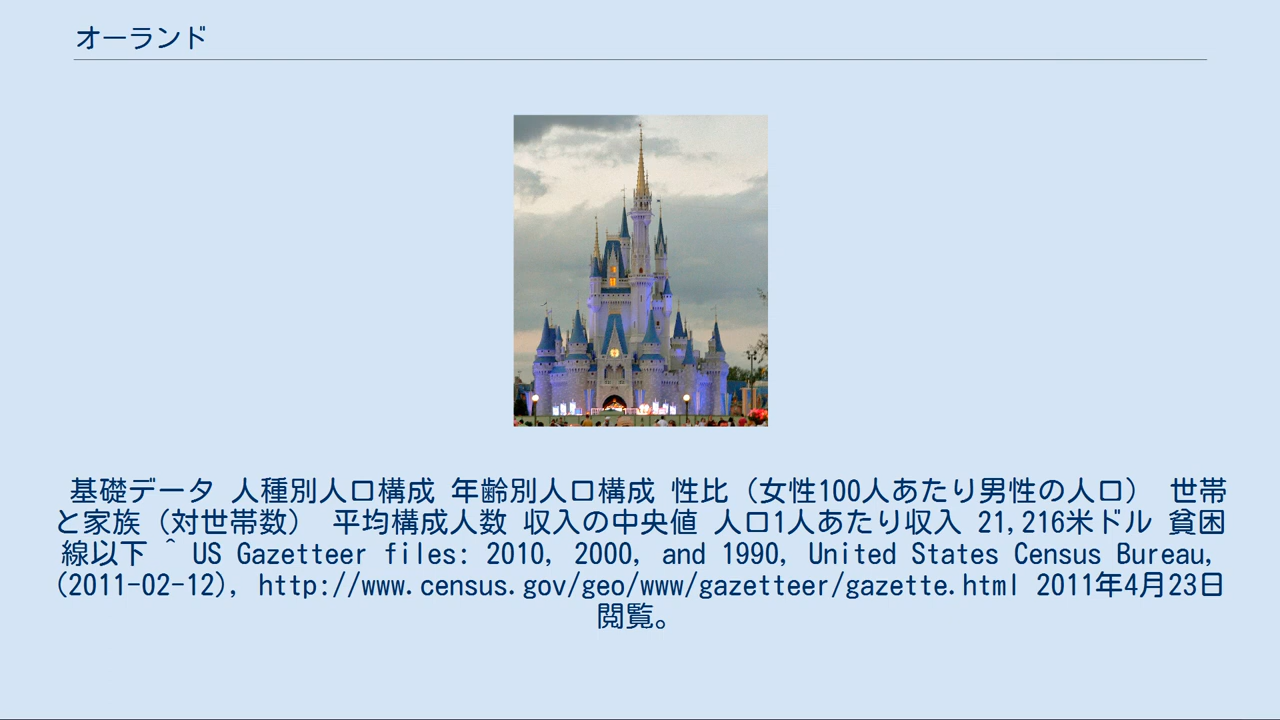 オーランド
基礎データ 人種別人口構成 年齢別人口構成 性比（女性100人あたり男性の人口） 世帯
と家族（対世帯数） 平均構成人数 収入の中央値 人口1人あたり収入 21,216米ドル 貧困
線以下 ^ US Gazetteer files: 2010, 2000, and 1990, United States Census Bureau,
(2011-02-12), http://www.census.gov/geo/www/gazetteer/gazette.html 2011年4月23日
閲覧。